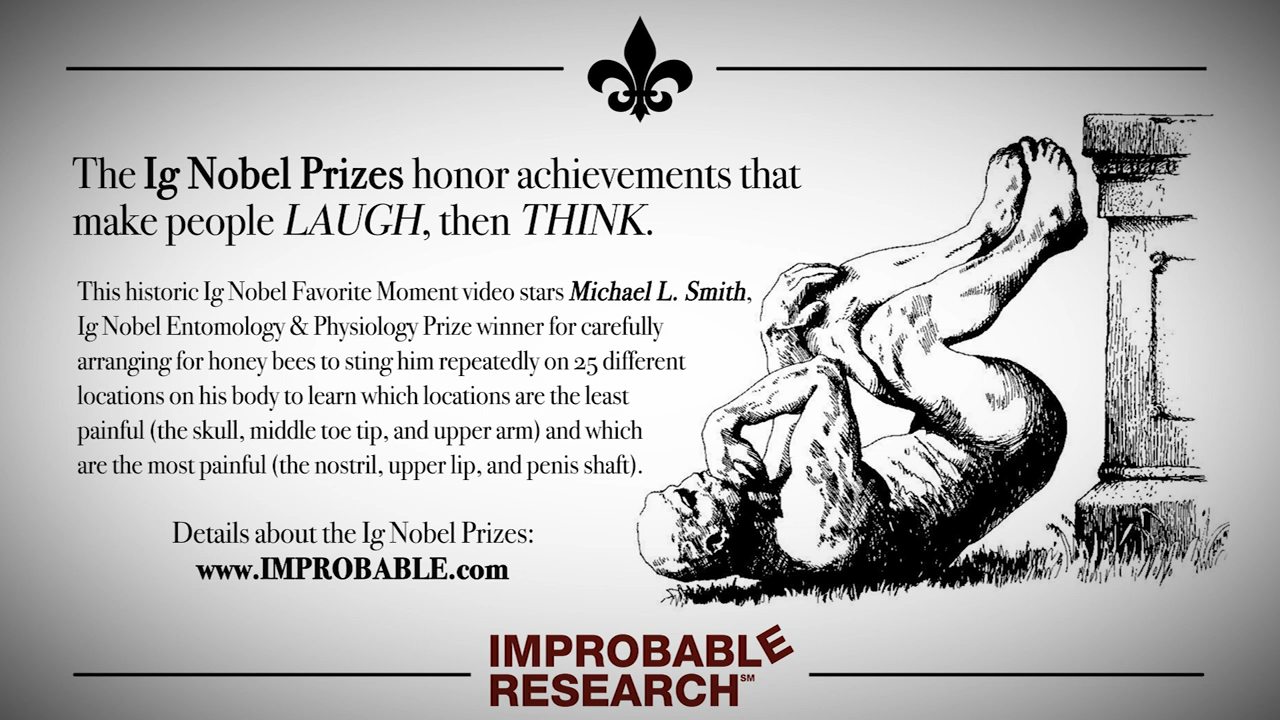 The Ig Nobel Prizes honor achievements that
make people LAUGH, then THINK.
This historic Ig Nobel Favorite Moment video stars Michael L. Smith,
Ig Nobel Entomology & Physiology Prize winner for carefully
arranging for honey bees to sting him repeatedly on 25 different
locations on his body to learn which locations are the least
painful (the skull, middle toe tip, and upper arm) and which
are the most painful (the nostril, upper lip, and penis shaft).
Details about the Ig Nobel Prizes:
www.IMPROBABLE.com
IMPROBABLE
RESEARCH℠